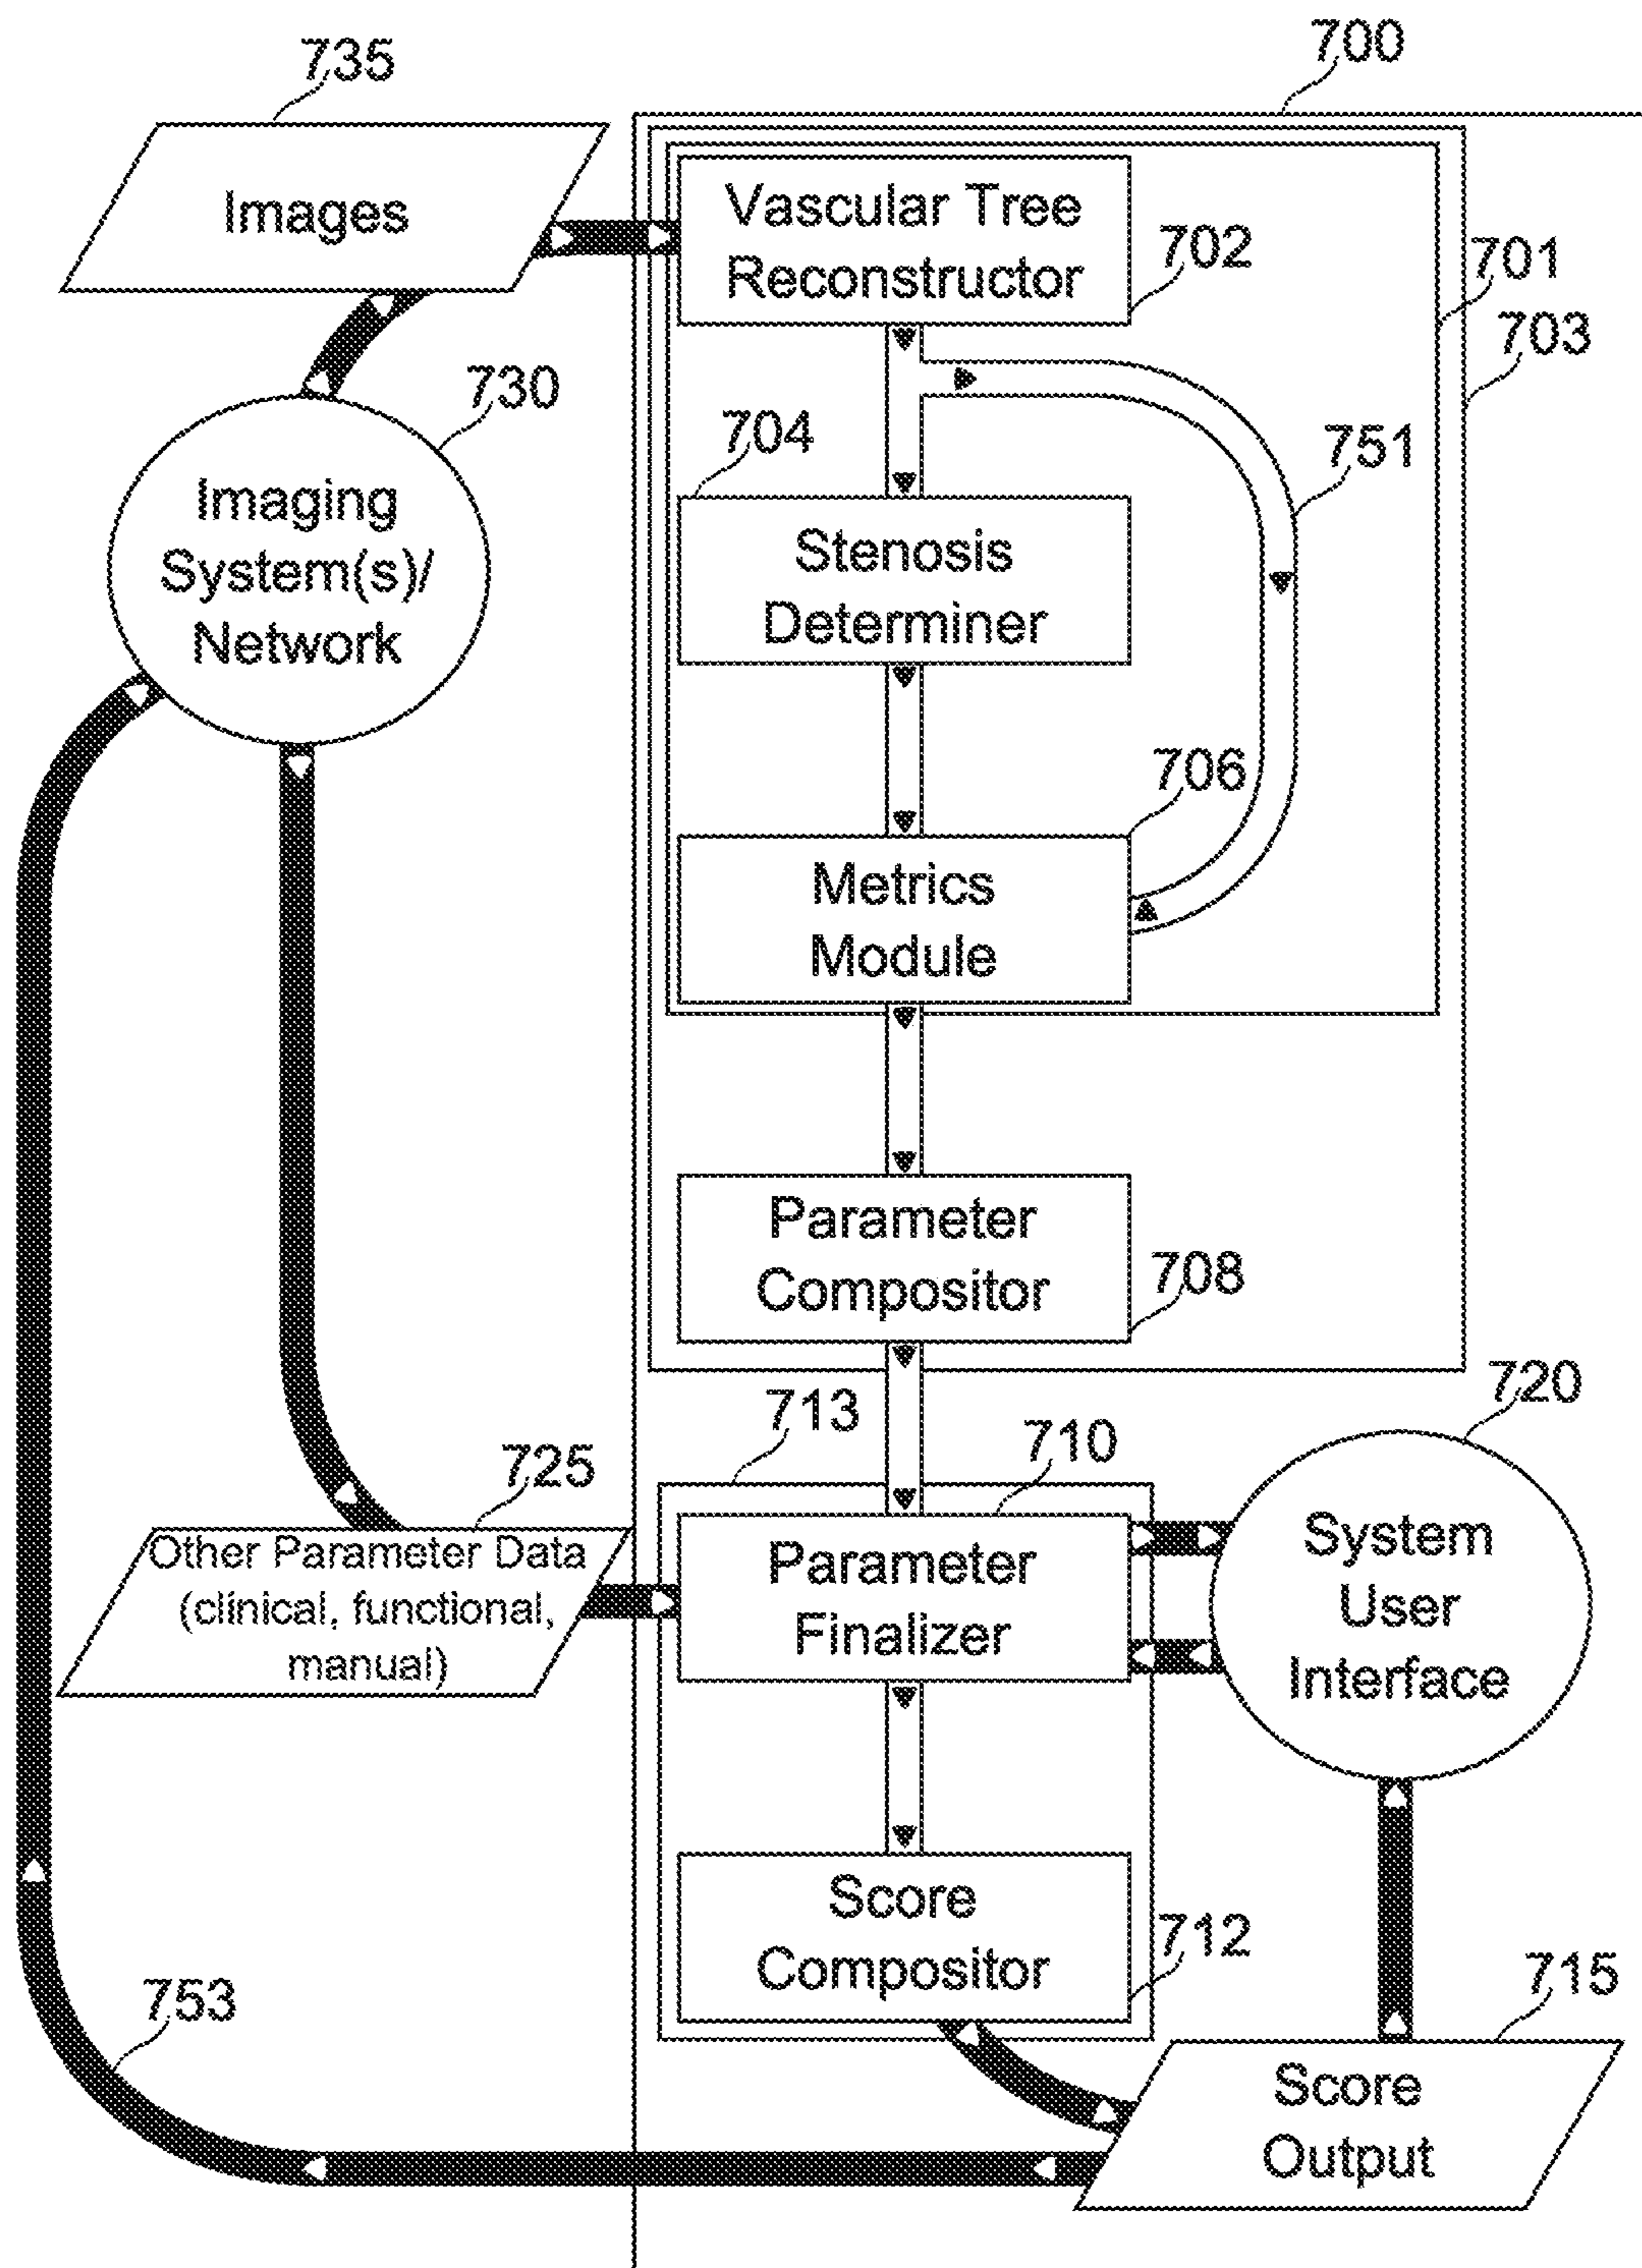 700
735
Images
Vascular Tree
Reconstructor
702
701
703
730
Imaging
System(s)/
Network
704
751
Stenosis
Determiner
706
Metrics
Module
Parameter
Compositor
708
720
713
710
725
Other Parameter Data
(clinical, functional,
manual)
Parameter
Finalizer
System
User
Interface
Score
Compositor
712
753
715
Score
Output